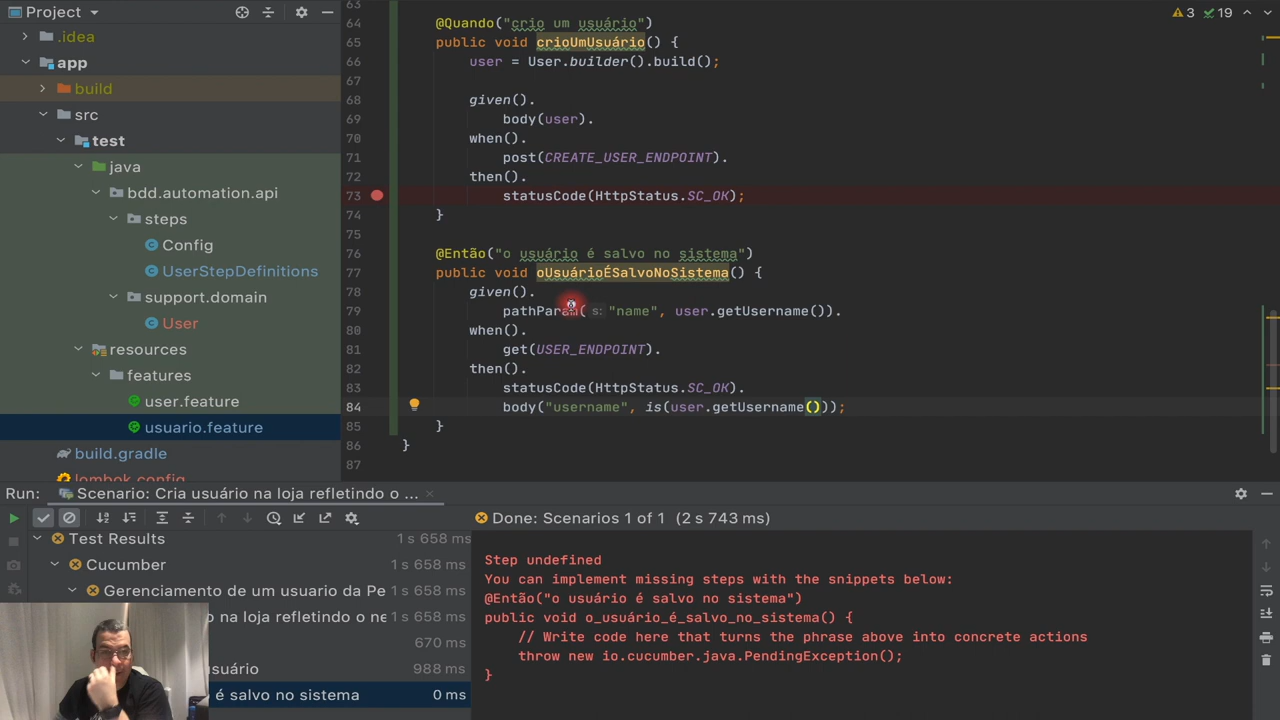 Project
.idea
app
build
src
test
java
bdd.automation.api
steps
Config
UserStepDefinitions
support.domain
User
resources
features
user.feature
usuario.feature
build.gradle
lombok.config
3 19
63
64 @Quando("crio um usuário")
65 public void crioUmUsuário() {
66 user = User.builder().build();
67
68 given().
69 body(user).
70 when().
71 post(CREATE_USER_ENDPOINT).
72 then().
73 statusCode(HttpStatus.SC_OK);
74 }
75
76 @Então("o usuário é salvo no sistema")
77 public void oUsuárioÉSalvoNoSistema() {
78 given().
79 pathParam( s: "name", user.getUsername()).
80 when().
81 get(USER_ENDPOINT).
82 then().
83 statusCode(HttpStatus.SC_OK).
84 body("username", is(user.getUsername()));
85 }
86 }
87
Run: Scenario: Cria usuário na loja refletindo o ...
Test Results 1 s 658 ms
Cucumber 1 s 658 ms
Gerenciamento de um usuario da Pe 1 s 658 ms
o na loja refletindo o ne 1 s 658 ms
670 ms
suário 988 ms
é salvo no sistema 0 ms
Done: Scenarios 1 of 1 (2 s 743 ms)
Step undefined
You can implement missing steps with the snippets below:
@Então("o usuário é salvo no sistema")
public void o_usuário_é_salvo_no_sistema() {
// Write code here that turns the phrase above into concrete actions
throw new io.cucumber.java.PendingException();
}